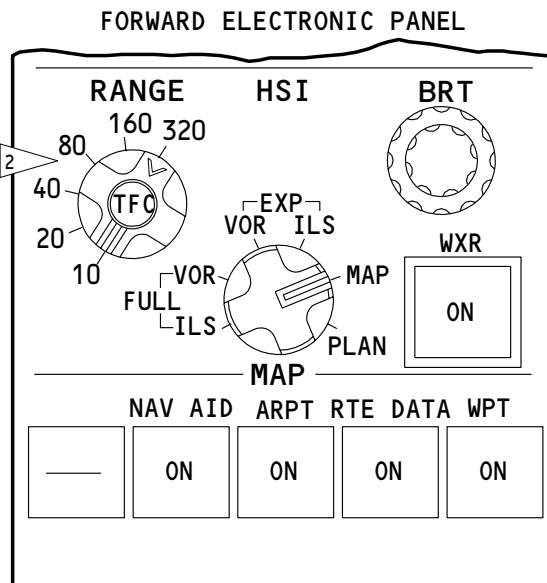 FORWARD ELECTRONIC PANEL
RANGE HSI BRT
160
80 320
2
40 TFC
20
10
EXP
VOR ILS
WXR
VOR MAP
FULL ON
ILS
PLAN
MAP
NAV AID ARPT RTE DATA WPT
ON ON ON ON